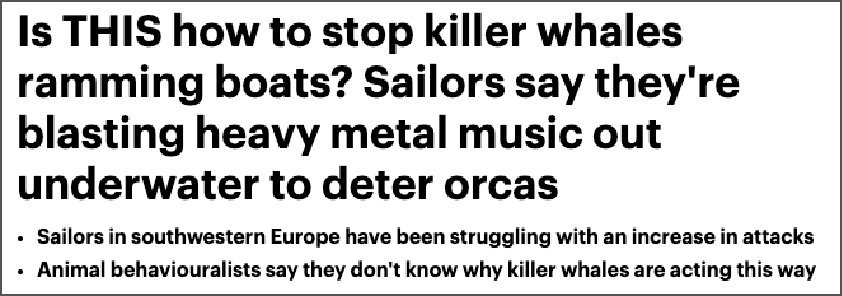 Is THIS how to stop killer whales
ramming boats? Sailors say they're
blasting heavy metal music out
underwater to deter orcas
• Sailors in southwestern Europe have been struggling with an increase in attacks
• Animal behaviouralists say they don't know why killer whales are acting this way